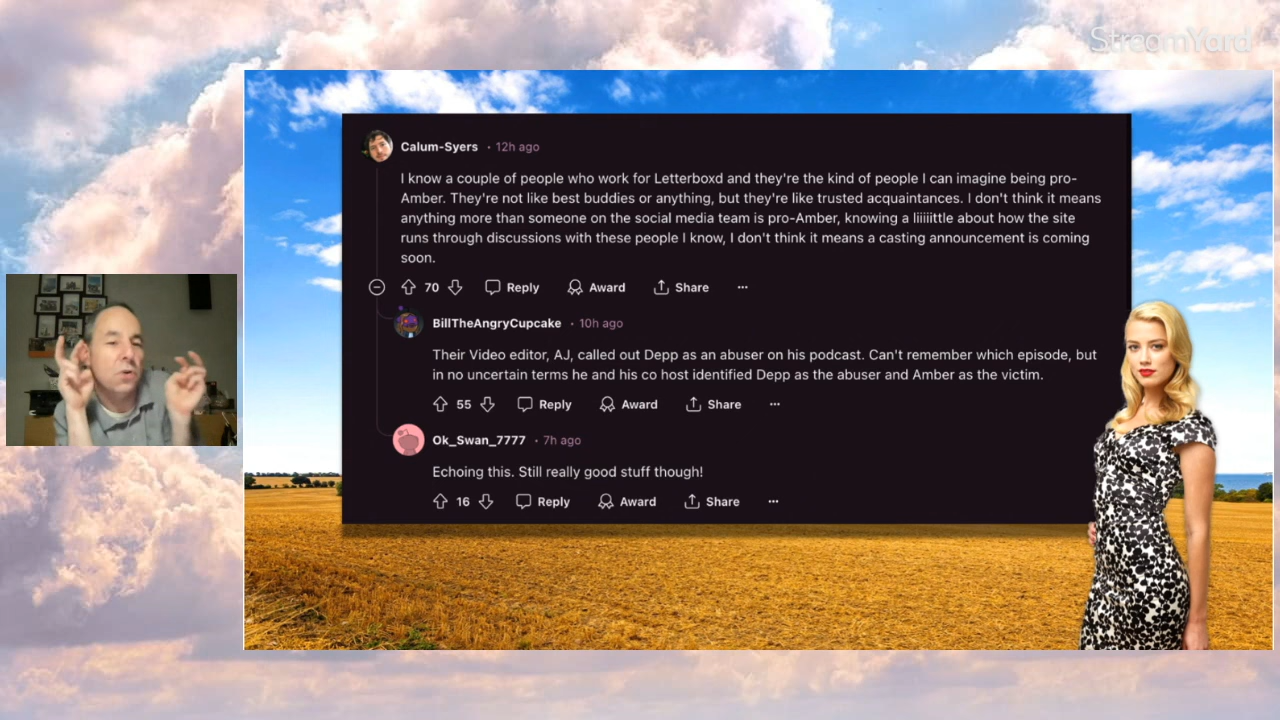 StreamYard
Calum-Syers • 12h ago
I know a couple of people who work for Letterboxd and they're the kind of people I can imagine being pro-
Amber. They're not like best buddies or anything, but they're like trusted acquaintances. I don't think it means
anything more than someone on the social media team is pro-Amber, knowing a liiiiittle about how the site
runs through discussions with these people I know, I don't think it means a casting announcement is coming
soon.
70 Reply Award Share ...
BillTheAngryCupcake • 10h ago
Their Video editor, AJ, called out Depp as an abuser on his podcast. Can't remember which episode, but
in no uncertain terms he and his co host identified Depp as the abuser and Amber as the victim.
55 Reply Award Share ...
Ok_Swan_7777 • 7h ago
Echoing this. Still really good stuff though!
16 Reply Award Share ...